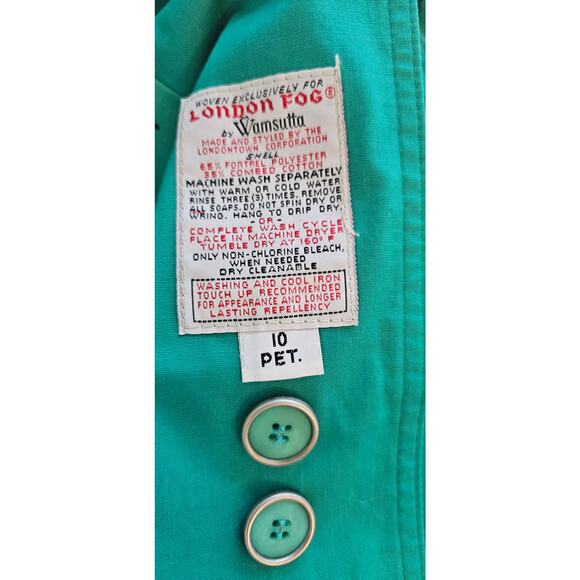 WOVEN EXCLUSIVELY FOR
LONDON FOG®
by Wamsutta
MADE AND STYLED BY THE
LONDONTOWN CORPORATION
SHELL
65% FORTREL POLYESTER
35% COMBED COTTON
MACHINE WASH SEPARATELY
WITH WARM OR COLD WATER
RINSE THREE (3) TIMES. REMOVE
ALL SOAPS. DO NOT SPIN DRY OR
WRING. HANG TO DRIP DRY.
-OR-
COMPLETE WASH CYCLE
PLACE IN MACHINE DRYER
TUMBLE DRY AT 160° F
ONLY NON-CHLORINE BLEACH,
WHEN NEEDED
DRY CLEANABLE
WASHING AND COOL IRON
TOUCH UP RECOMMENDED
FOR APPEARANCE AND LONGER
LASTING REPELLENCY
10
PET.